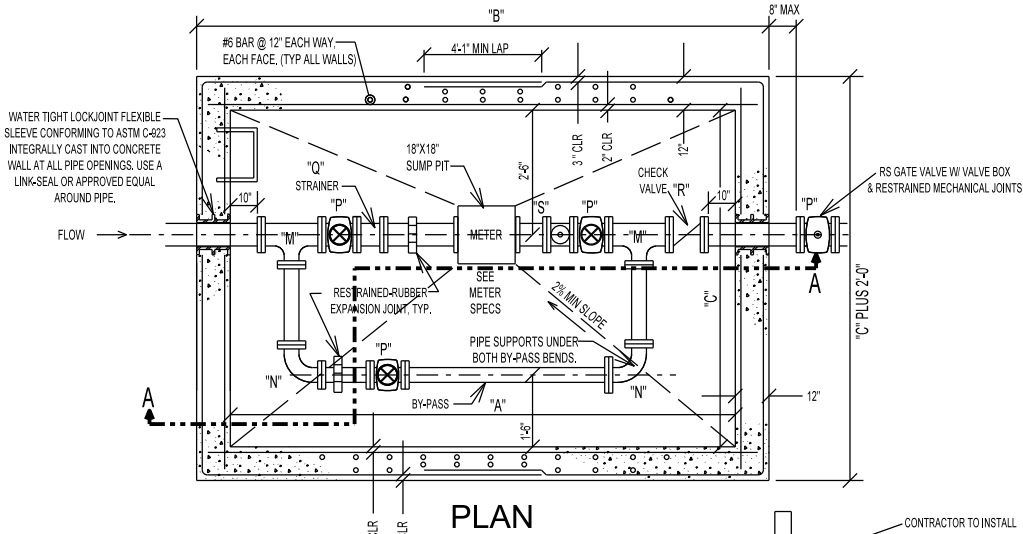 "B"
8" MAX
#6 BAR @ 12" EACH WAY,
EACH FACE, (TYP ALL WALLS)
4'-1" MIN LAP
WATER TIGHT LOCKJOINT FLEXIBLE
SLEEVE CONFORMING TO ASTM C-923
INTEGRALLY CAST INTO CONCRETE
WALL AT ALL PIPE OPENINGS. USE A
LINK-SEAL OR APPROVED EQUAL
AROUND PIPE.
18"X18"
SUMP PIT
2'-6"
3" CLR
2" CLR
12"
"Q"
STRAINER
CHECK
VALVE
"R"
RS GATE VALVE W/ VALVE BOX
& RESTRAINED MECHANICAL JOINTS
10"
"P"
"S"
"P"
10"
"P"
FLOW
"M"
METER
"M"
A
RESTRAINED-RUBBER
EXPANSION JOINT, TYP.
SEE
METER
SPECS
2% MIN SLOPE
"C"
"C" PLUS 2'-0"
PIPE SUPPORTS UNDER
BOTH BY-PASS BENDS.
"P"
"N"
"N"
A
BY-PASS
"A"
12"
1'-6"
CLR
CLR
PLAN
CONTRACTOR TO INSTALL